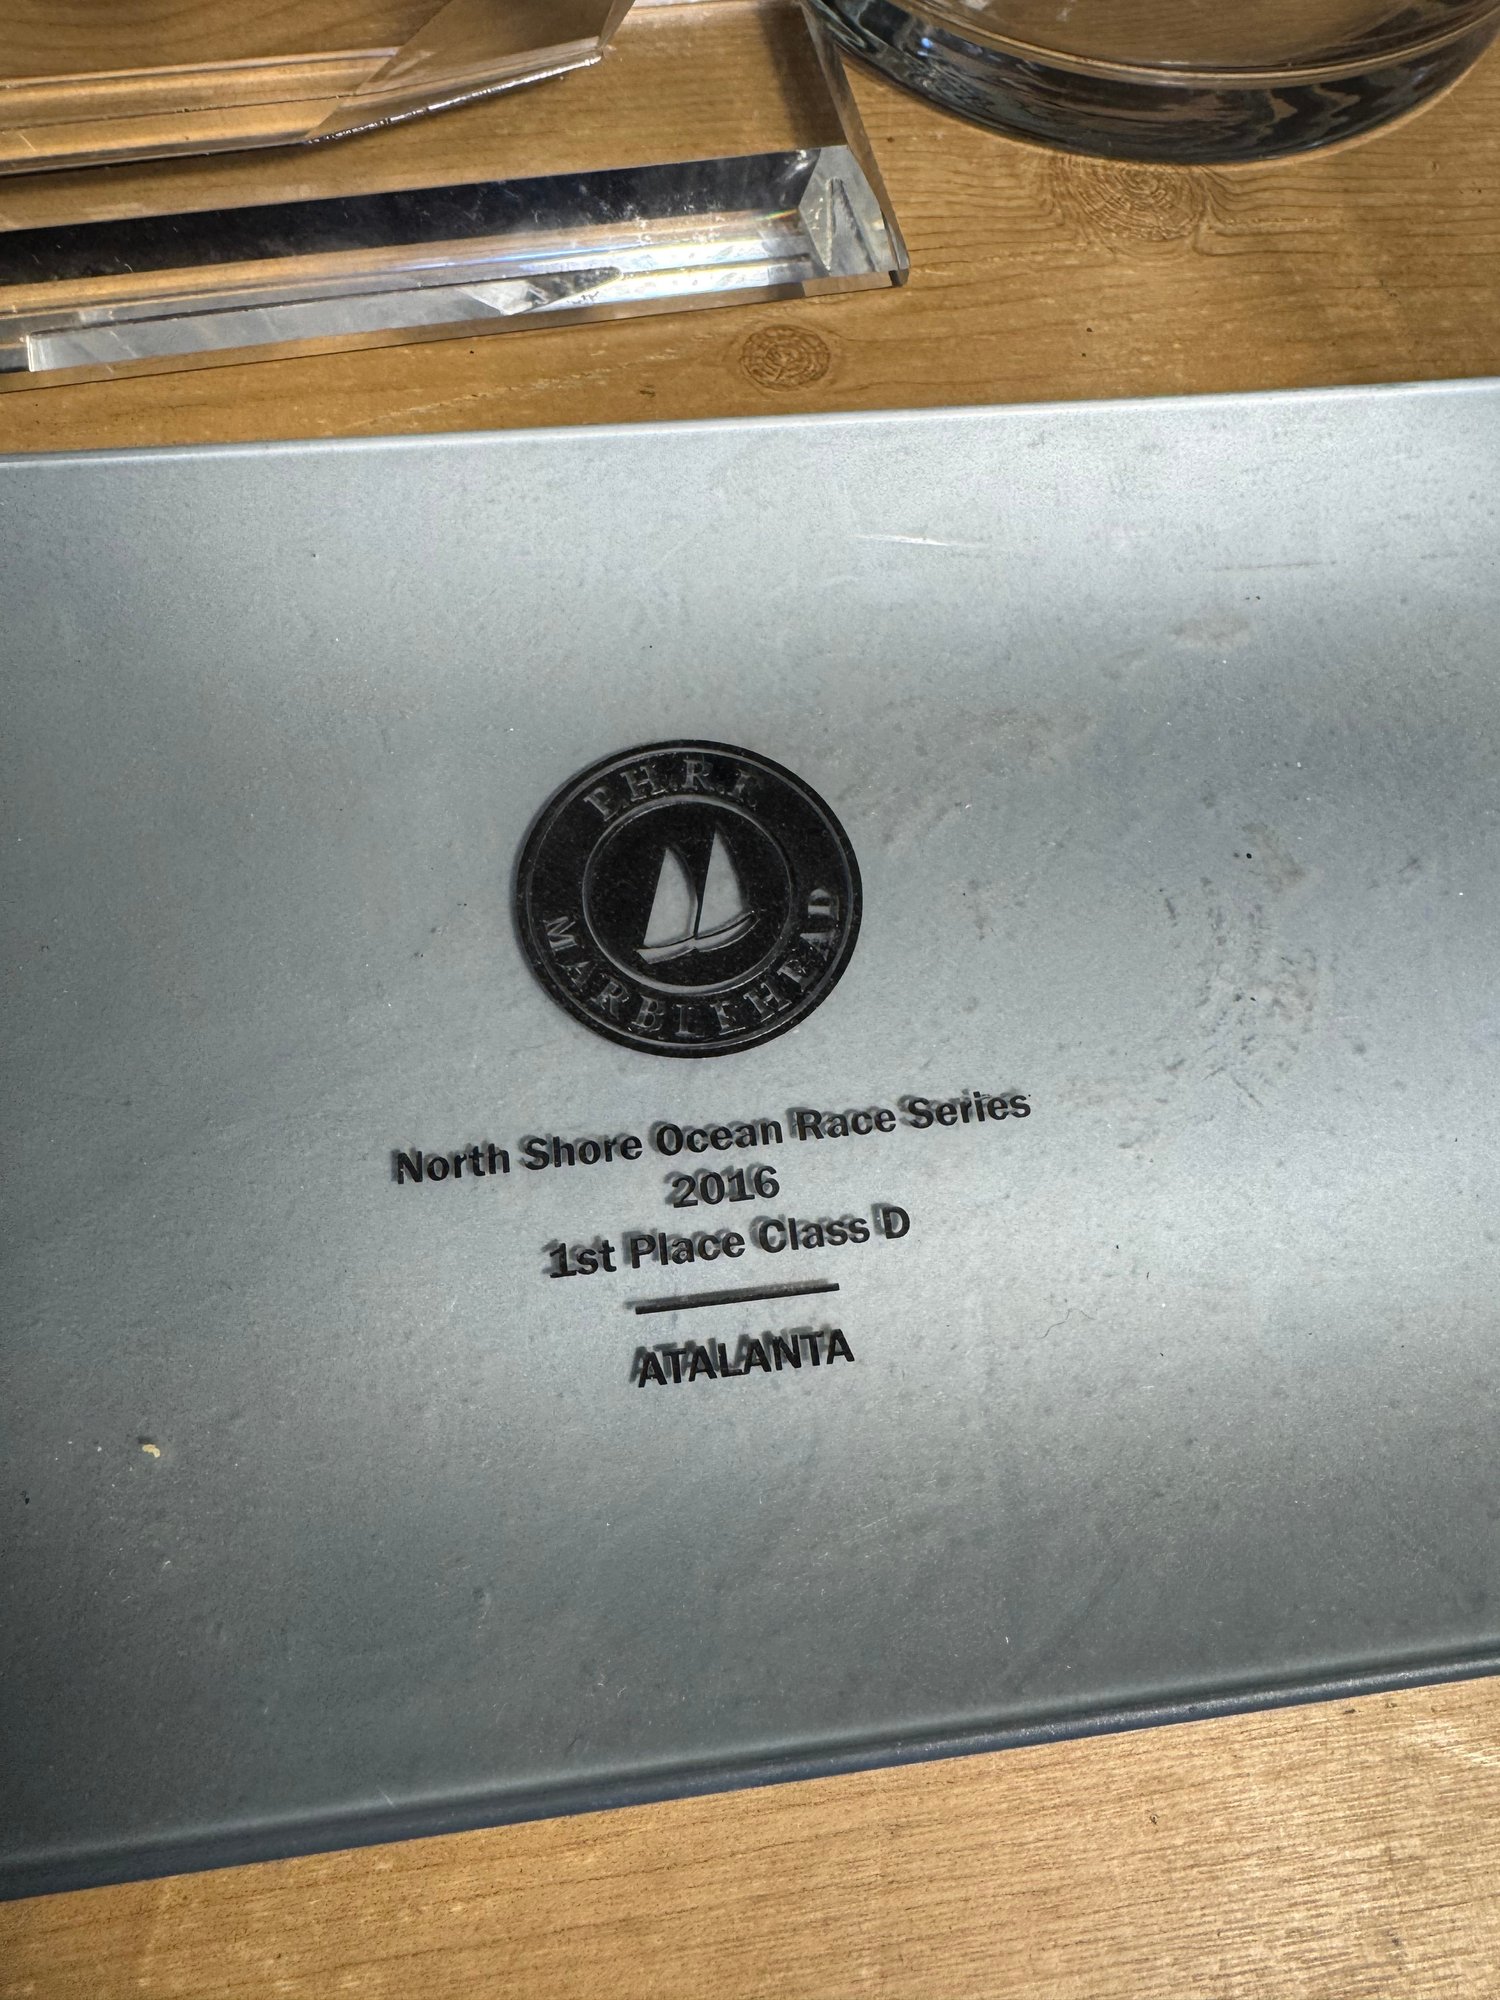 P.H.R.F.
MARBLEHEAD
North Shore Ocean Race Series
2016
1st Place Class D
ATALANTA